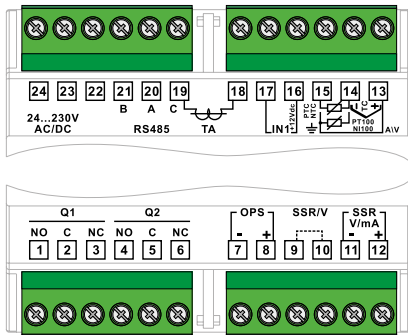 24 23 22 21 20 19 18 17 16 15 14 13
B A C
24...230V
AC/DC
RS485
TA
IN1
+12Vdc
PTC
NTC
TC
+
PT100
NI100
A\V
Q1 Q2
OPS SSR/V SSR
V/mA
NO C NC NO C NC
- + - +
1 2 3 4 5 6 7 8 9 10 11 12